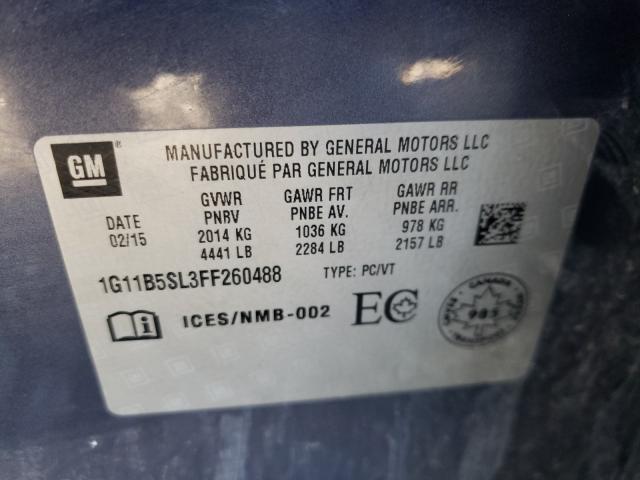 GM
MANUFACTURED BY GENERAL MOTORS LLC
FABRIQUÉ PAR GENERAL MOTORS LLC
DATE
02/15
GVWR
PNBV
2014 KG
4441 LB
GAWR FRT
PNBE AV.
1036 KG
2284 LB
GAWR RR
PNBE ARR.
978 KG
2157 LB
1G11B5SL3FF260488
TYPE: PC/VT
ICES/NMB-002
EC
CANADA
905